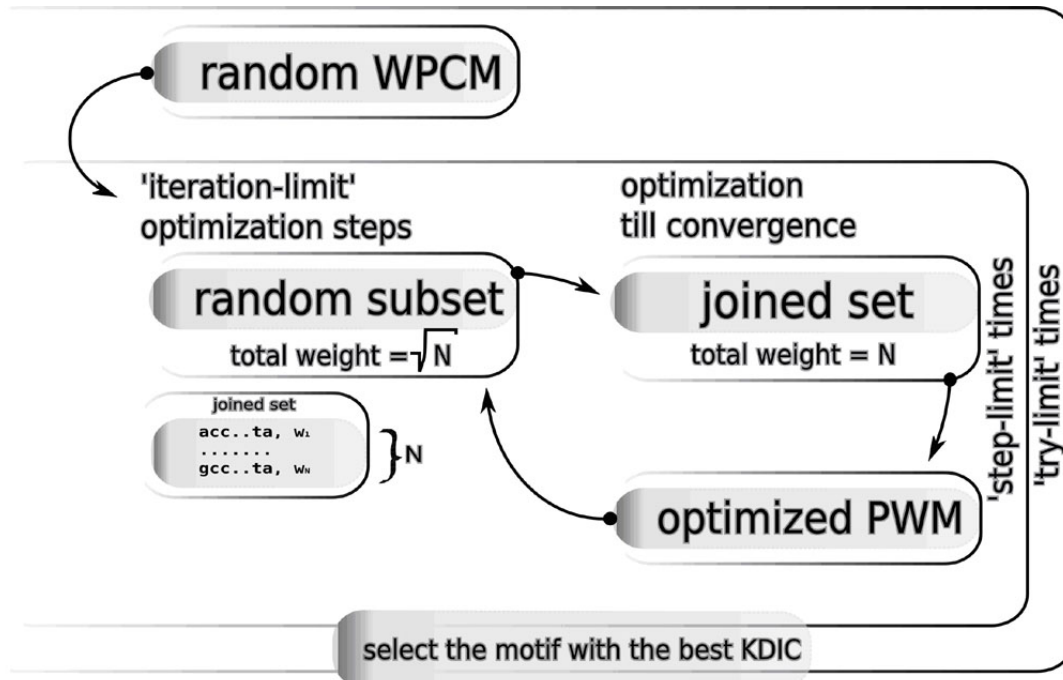 random WPCM
'iteration-limit'
optimization steps
optimization
till convergence
random subset
total weight = √N
joined set
total weight = N
joined set
acc..ta, w₁
.......
gcc..ta, wN
} N
optimized PWM
'step-limit' times
'try-limit' times
select the motif with the best KDIC